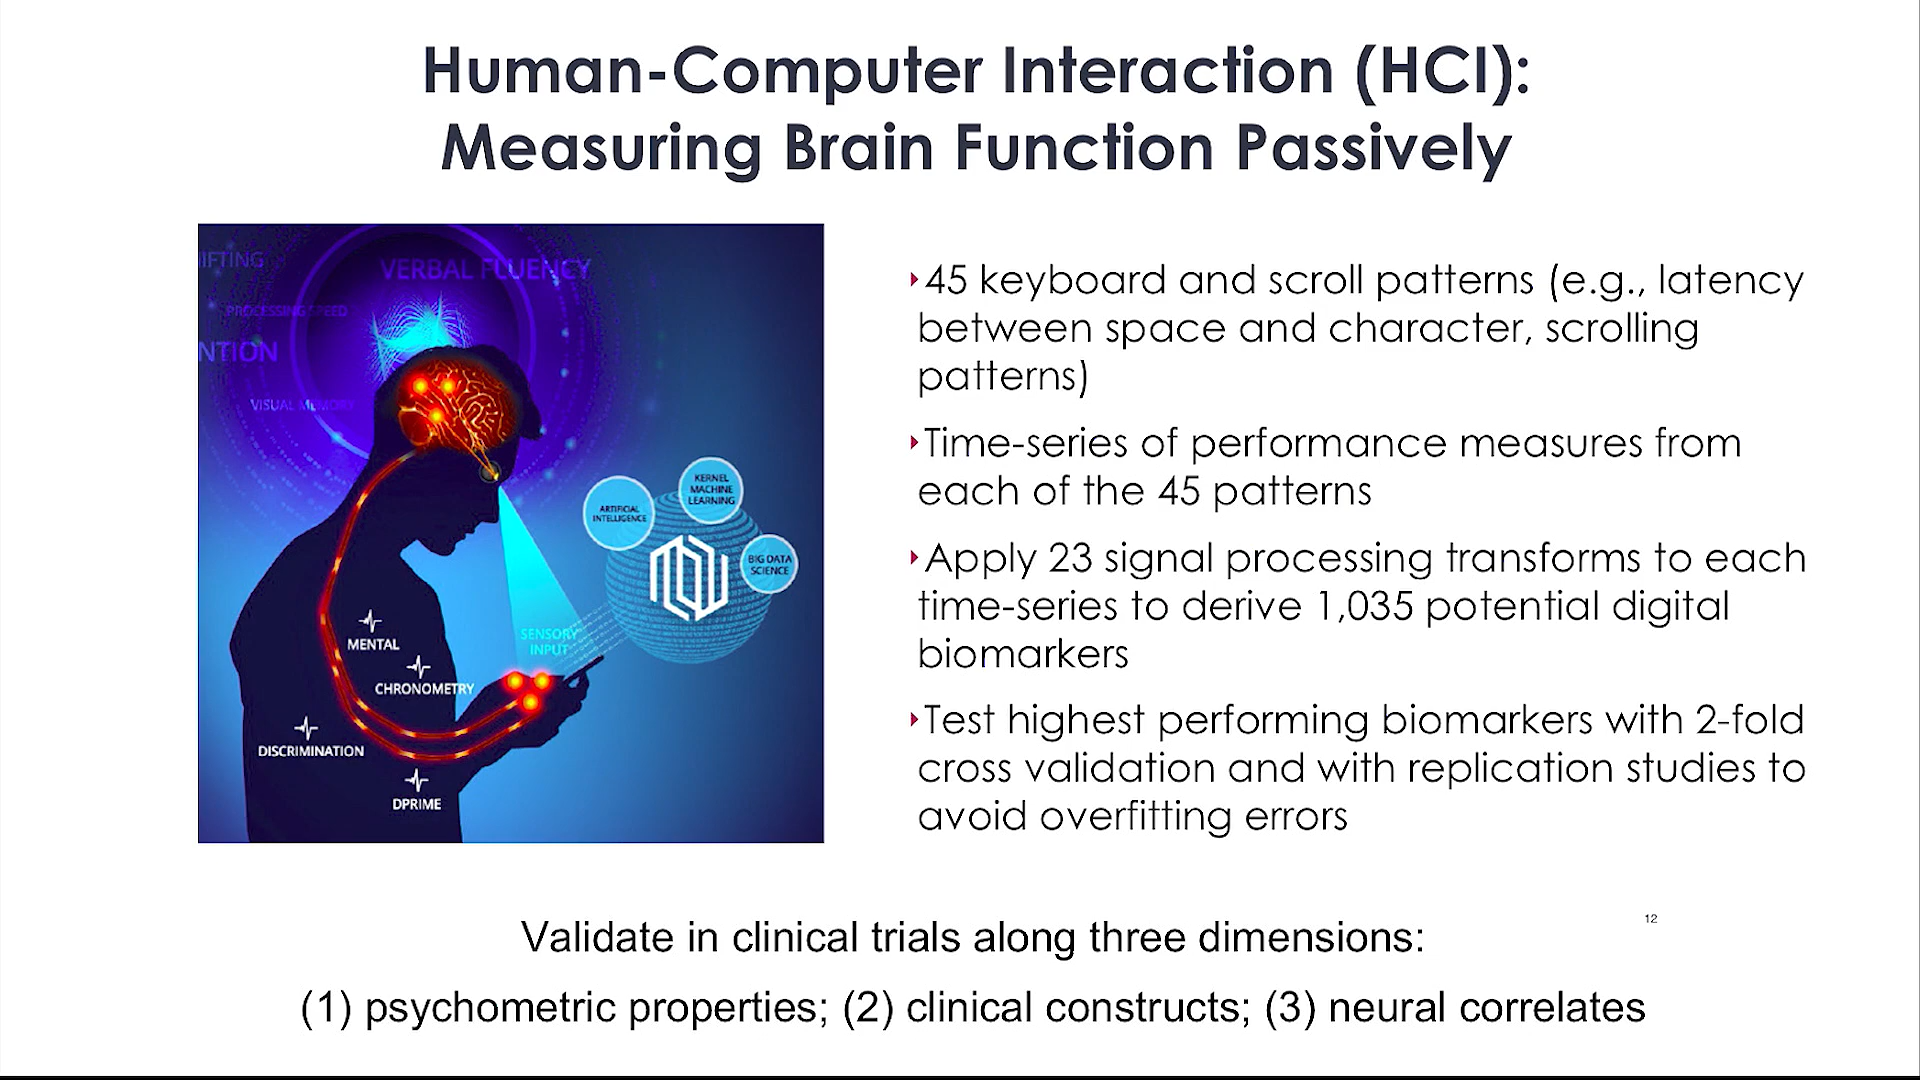 Human-Computer Interaction (HCI):
Measuring Brain Function Passively
IFTING
VERBAL FLUENCY
PROCESSING SPEED
NTION
VISUAL MEMORY
KERNEL
MACHINE
LEARNING
ARTIFICIAL
INTELLIGENCE
BIG DATA
SCIENCE
SENSORY
INPUT
MENTAL
CHRONOMETRY
DISCRIMINATION
DPRIME
45 keyboard and scroll patterns (e.g., latency
between space and character, scrolling
patterns)
Time-series of performance measures from
each of the 45 patterns
Apply 23 signal processing transforms to each
time-series to derive 1,035 potential digital
biomarkers
Test highest performing biomarkers with 2-fold
cross validation and with replication studies to
avoid overfitting errors
12
Validate in clinical trials along three dimensions:
(1) psychometric properties; (2) clinical constructs; (3) neural correlates